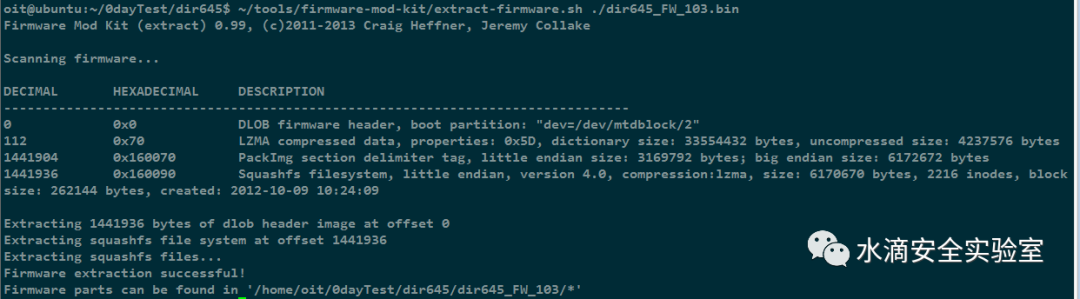 oit@ubuntu:~/0dayTest/dir645$ ~/tools/firmware-mod-kit/extract-firmware.sh ./dir645_FW_103.bin
Firmware Mod Kit (extract) 0.99, (c)2011-2013 Craig Heffner, Jeremy Collake
Scanning firmware...
DECIMAL HEXADECIMAL DESCRIPTION
-------------------------------------------------------------------------------
0 0x0 DLOB firmware header, boot partition: "dev=/dev/mtdblock/2"
112 0x70 LZMA compressed data, properties: 0x5D, dictionary size: 33554432 bytes, uncompressed size: 4237576 bytes
1441904 0x160070 PackImg section delimiter tag, little endian size: 3169792 bytes; big endian size: 6172672 bytes
1441936 0x160090 Squashfs filesystem, little endian, version 4.0, compression:lzma, size: 6170670 bytes, 2216 inodes, block
size: 262144 bytes, created: 2012-10-09 10:24:09
Extracting 1441936 bytes of dlob header image at offset 0
Extracting squashfs file system at offset 1441936
Extracting squashfs files...
Firmware extraction successful!
Firmware parts can be found in '/home/oit/0dayTest/dir645/dir645_FW_103/*'
水滴安全实验室